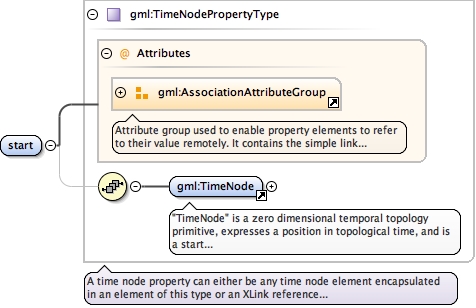 gml:TimeNodePropertyType
@ Attributes
gml:AssociationAttributeGroup
Attribute group used to enable property elements to refer
to their value remotely. It contains the simple link...
start
gml:TimeNode
"TimeNode" is a zero dimensional temporal topology
primitive, expresses a position in topological time, and is
a start...
A time node property can either be any time node element encapsulated
in an element of this type or an XLink reference...